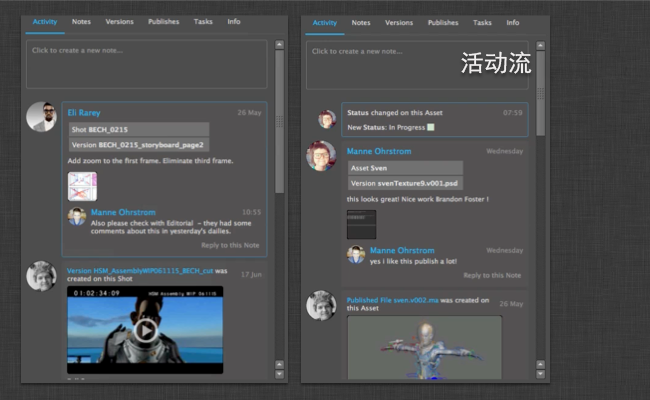 Activity Notes Versions Publishes Tasks Info
Click to create a new note...
Eli Rarey 26 May
Shot BECH_0215
Version BECH_0215_storyboard_page2
Add zoom to the first frame. Eliminate third frame.
Manne Ohrstrom 10:55
Also please check with Editorial - they had some
comments about this in yesterday's dailies.
Reply to this Note
Version HSM_AssemblyWIP061115_BECH_cut was
created on this Shot
17 Jun
01:02:34:09 HSM Assembly WIP 061115
Activity Notes Versions Publishes Tasks Info
Click to create a new note...
活动流
Status changed on this Asset 07:59
New Status: In Progress
Manne Ohrstrom Wednesday
Asset Sven
Version svenTexture9.v003.psd
this looks great! Nice work Brandon Foster !
Manne Ohrstrom Wednesday
yes i like this publish a lot!
Reply to this Note
Published File sven.v002.ma was created on
this Asset
26 May